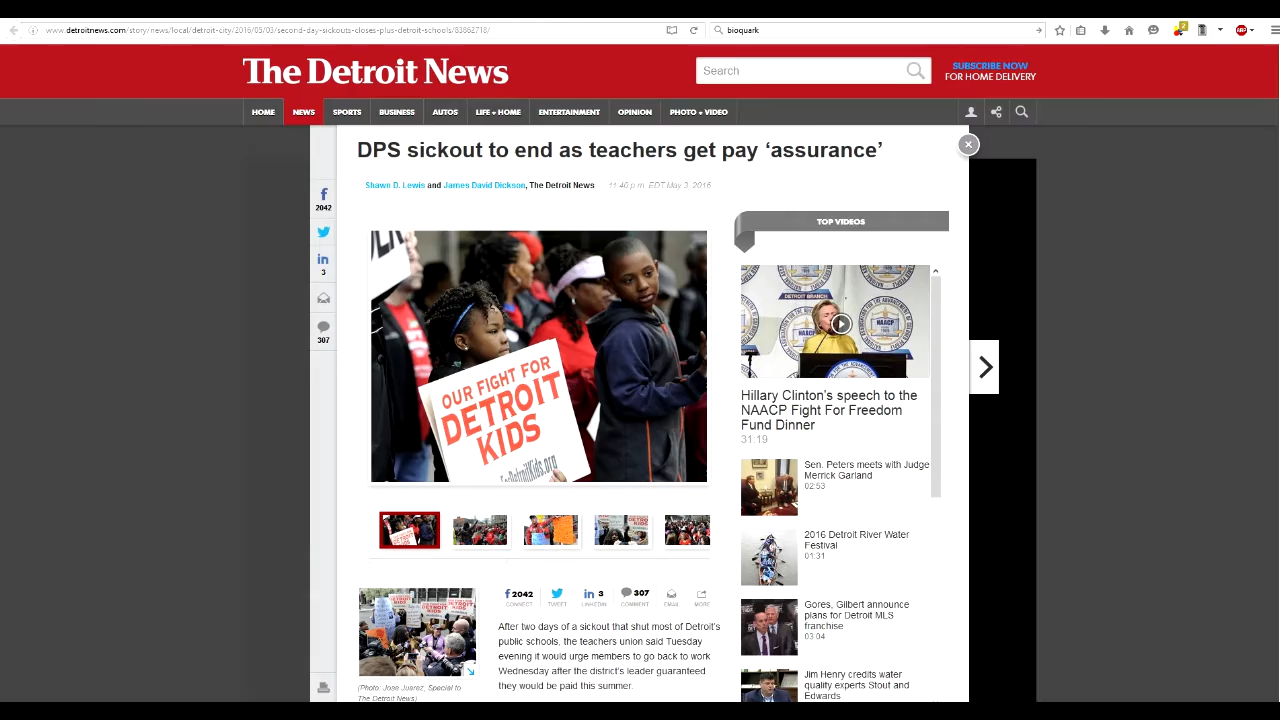 www.detroitnews.com/story/news/local/detroit-city/2016/05/03/second-day-sickouts-closes-plus-detroit-schools/83862718/
bioquark
2
ABP
The Detroit News
Search
SUBSCRIBE NOW
FOR HOME DELIVERY
HOME
NEWS
SPORTS
BUSINESS
AUTOS
LIFE + HOME
ENTERTAINMENT
OPINION
PHOTO + VIDEO
DPS sickout to end as teachers get pay ‘assurance’
Shawn D. Lewis and James David Dickson, The Detroit News
11:40 p.m. EDT May 3, 2016
2042
3
307
OUR FIGHT FOR
DETROIT
KIDS
TOP VIDEOS
DETROIT BRANCH
NAACP
Hillary Clinton's speech to the
NAACP Fight For Freedom
Fund Dinner
31:19
Sen. Peters meets with Judge
Merrick Garland
02:53
2016 Detroit River Water
Festival
01:31
Gores, Gilbert announce
plans for Detroit MLS
franchise
03:04
Jim Henry credits water
quality experts Stout and
Edwards
2042
CONNECT
TWEET
3
LINKEDIN
307
COMMENT
EMAIL
MORE
After two days of a sickout that shut most of Detroit's
public schools, the teachers union said Tuesday
evening it would urge members to go back to work
Wednesday after the district's leader guaranteed
they would be paid this summer.
(Photo: Jose Juarez, Special to
The Detroit News)